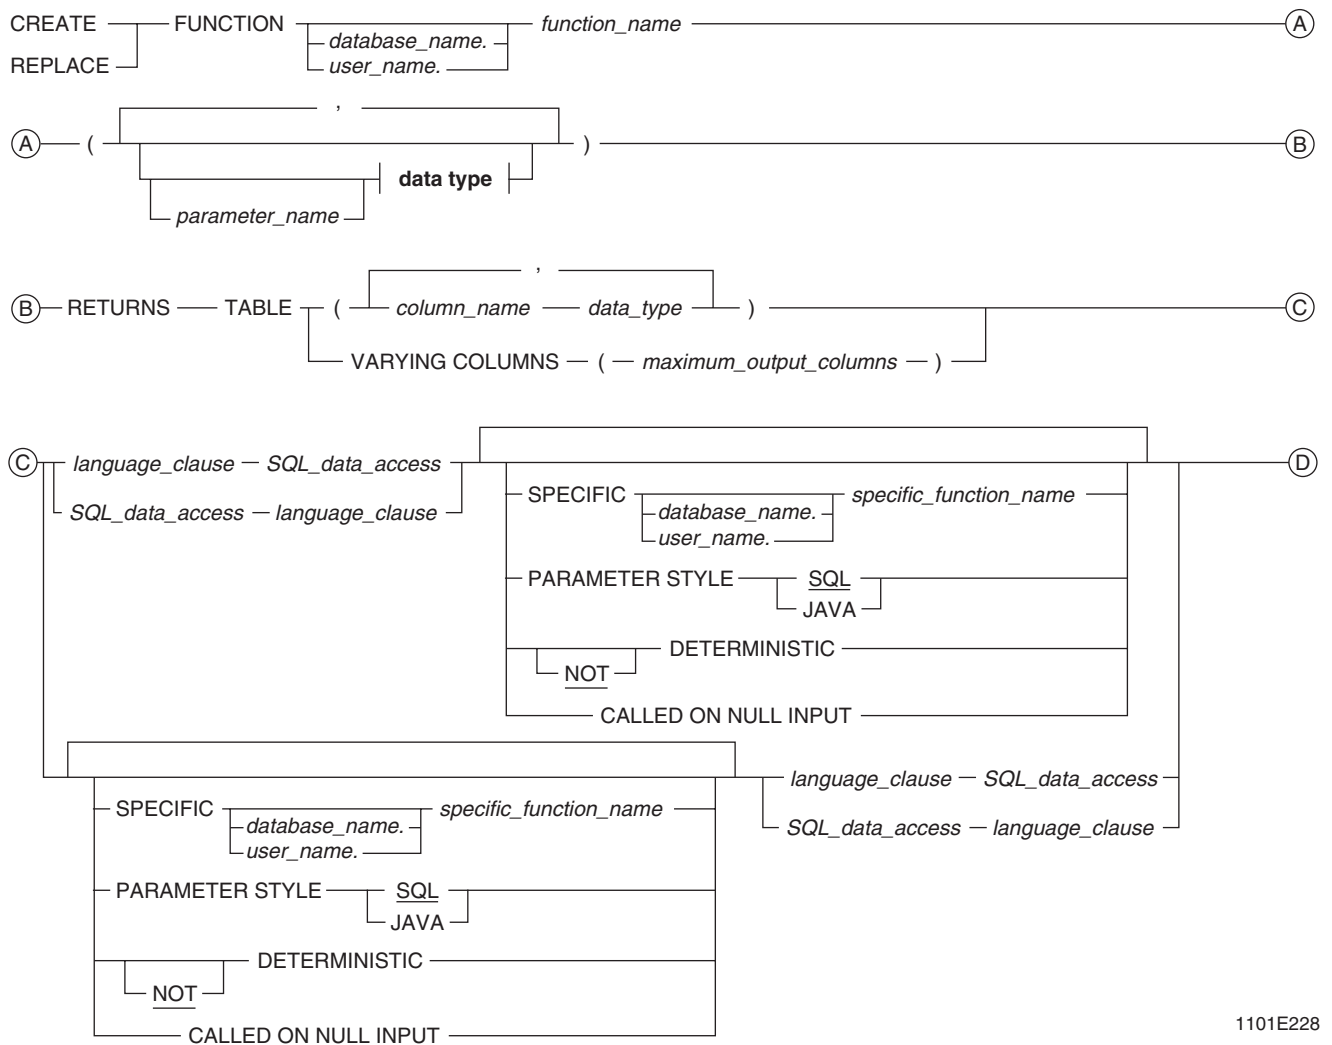 CREATE FUNCTION database_name. function_name A
REPLACE user_name.
,
A ( data type ) B
parameter_name
,
B RETURNS TABLE ( column_name data_type ) C
VARYING COLUMNS ( maximum_output_columns )
C language_clause SQL_data_access D
SQL_data_access language_clause
SPECIFIC database_name. specific_function_name
user_name.
PARAMETER STYLE SQL
JAVA
DETERMINISTIC
NOT
CALLED ON NULL INPUT
language_clause SQL_data_access
SQL_data_access language_clause
SPECIFIC database_name. specific_function_name
user_name.
PARAMETER STYLE SQL
JAVA
DETERMINISTIC
NOT
CALLED ON NULL INPUT
1101E228